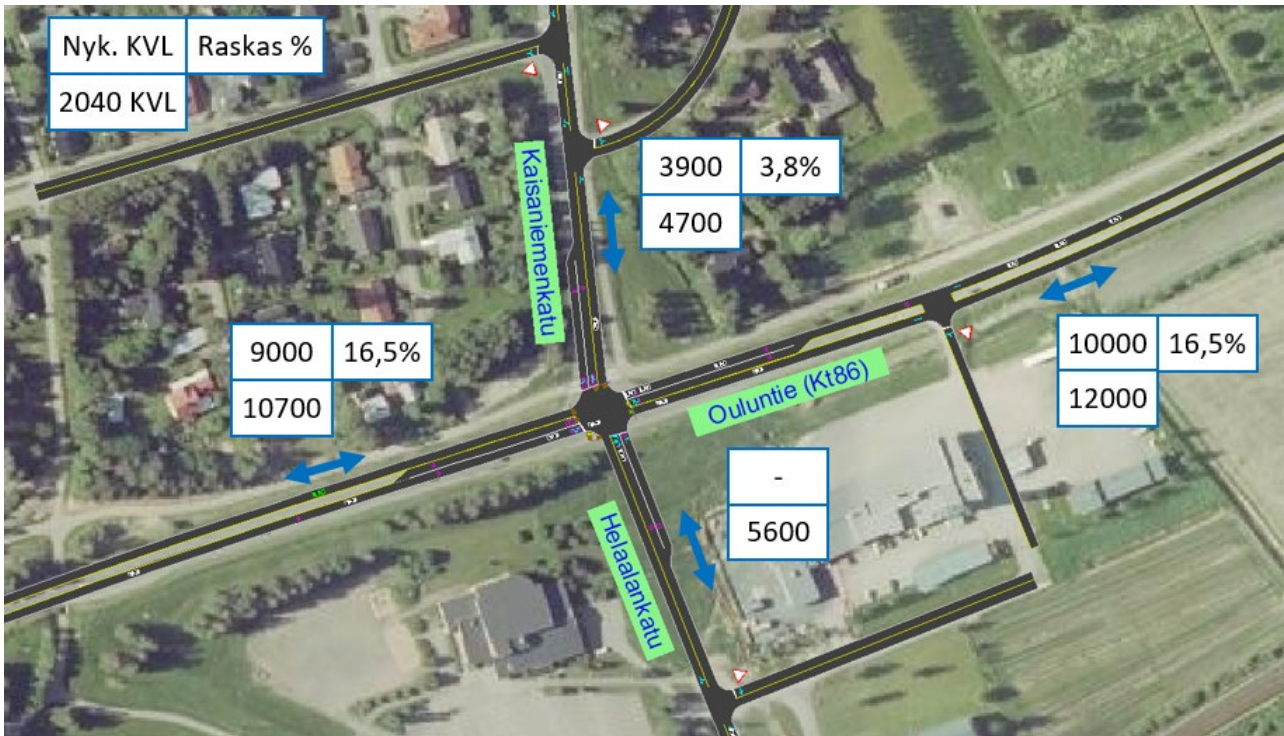 Nyk. KVL Raskas %
2040 KVL
Kaisaniemenkatu
3900 3,8%
4700
9000 16,5%
10700
Ouluntie (Kt86)
10000 16,5%
12000
-
5600
Helaalankatu